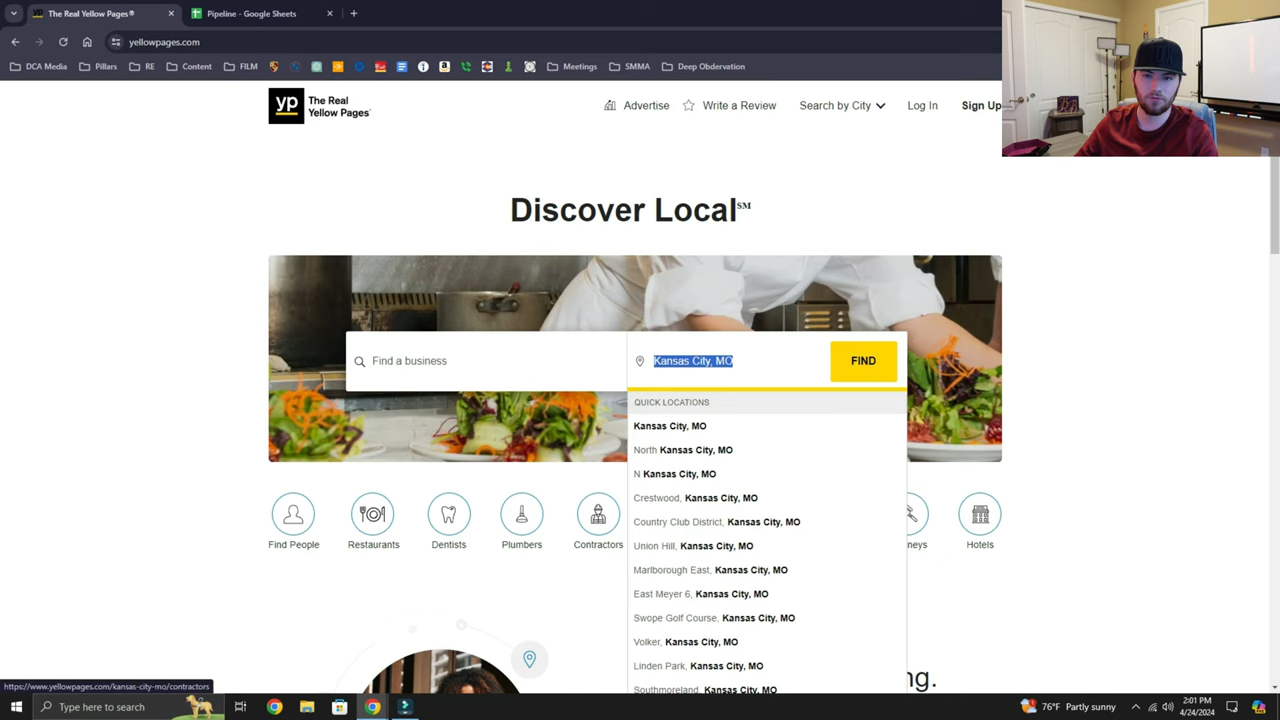 The Real Yellow Pages®
Pipeline - Google Sheets
yellowpages.com
DCA Media
Pillars
RE
Content
FILM
Meetings
SMMA
Deep Obdervation
yp The Real Yellow Pages®
Advertise
Write a Review
Search by City
Log In
Sign Up
Discover Local℠
Find a business
Kansas City, MO
FIND
QUICK LOCATIONS
Kansas City, MO
North Kansas City, MO
N Kansas City, MO
Crestwood, Kansas City, MO
Country Club District, Kansas City, MO
Union Hill, Kansas City, MO
Marlborough East, Kansas City, MO
East Meyer 6, Kansas City, MO
Swope Golf Course, Kansas City, MO
Volker, Kansas City, MO
Linden Park, Kansas City, MO
Southmoreland, Kansas City, MO
Find People
Restaurants
Dentists
Plumbers
Contractors
neys
Hotels
ng.
https://www.yellowpages.com/kansas-city-mo/contractors
Type here to search
76°F Partly sunny
2:01 PM
4/24/2024